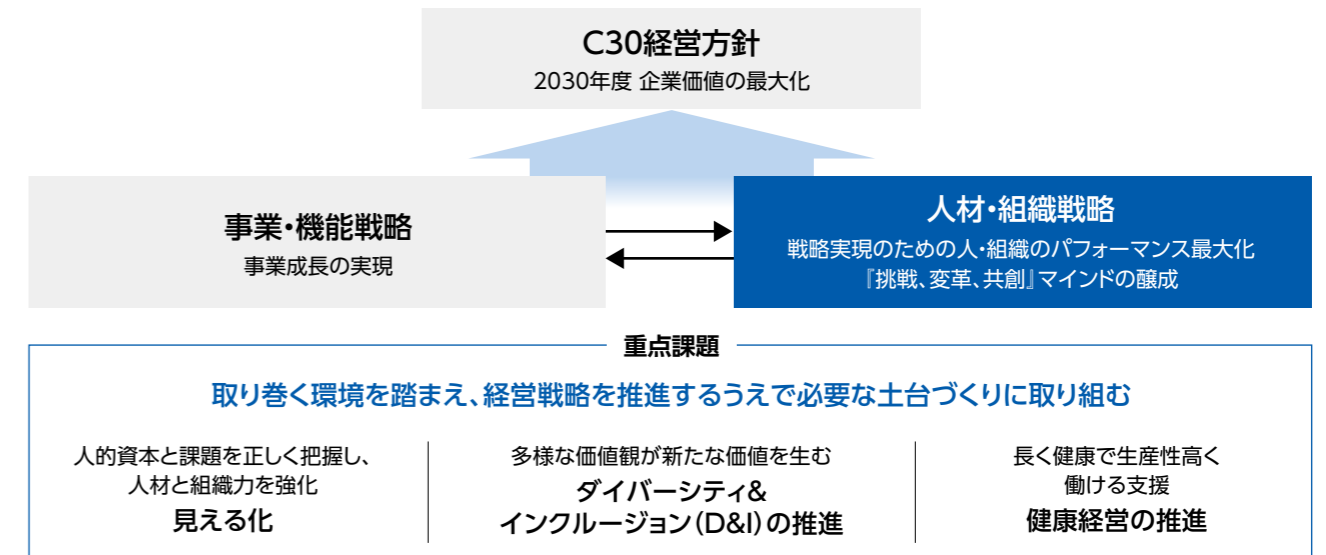 C30経営方針
2030年度 企業価値の最大化
事業・機能戦略
事業成長の実現
人材・組織戦略
戦略実現のための人・組織のパフォーマンス最大化
『挑戦、変革、共創』マインドの醸成
重点課題
取り巻く環境を踏まえ、経営戦略を推進するうえで必要な土台づくりに取り組む
人的資本と課題を正しく把握し、
人材と組織力を強化
見える化
多様な価値観が新たな価値を生む
ダイバーシティ&
インクルージョン（D&I）の推進
長く健康で生産性高く
働ける支援
健康経営の推進